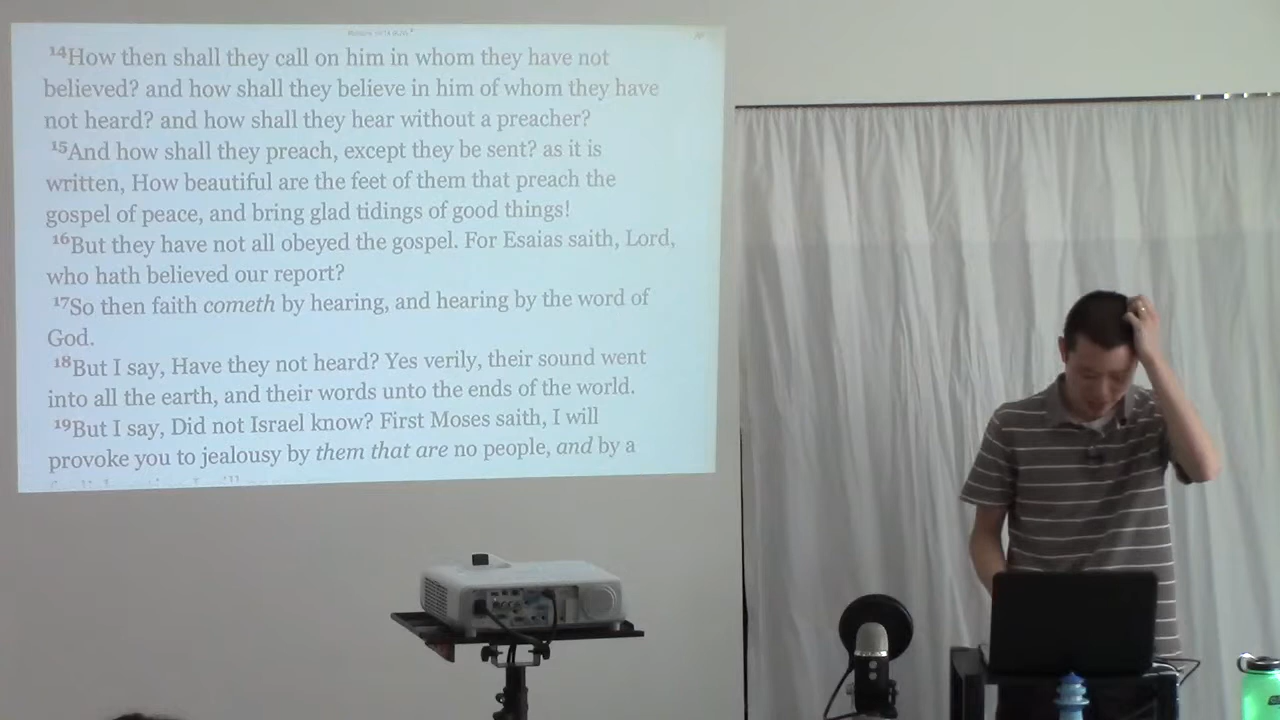 ¹⁴How then shall they call on him in whom they have not
believed? and how shall they believe in him of whom they have
not heard? and how shall they hear without a preacher?
¹⁵And how shall they preach, except they be sent? as it is
written, How beautiful are the feet of them that preach the
gospel of peace, and bring glad tidings of good things!
¹⁶But they have not all obeyed the gospel. For Esaias saith, Lord,
who hath believed our report?
¹⁷So then faith cometh by hearing, and hearing by the word of
God.
¹⁸But I say, Have they not heard? Yes verily, their sound went
into all the earth, and their words unto the ends of the world.
¹⁹But I say, Did not Israel know? First Moses saith, I will
provoke you to jealousy by them that are no people, and by a